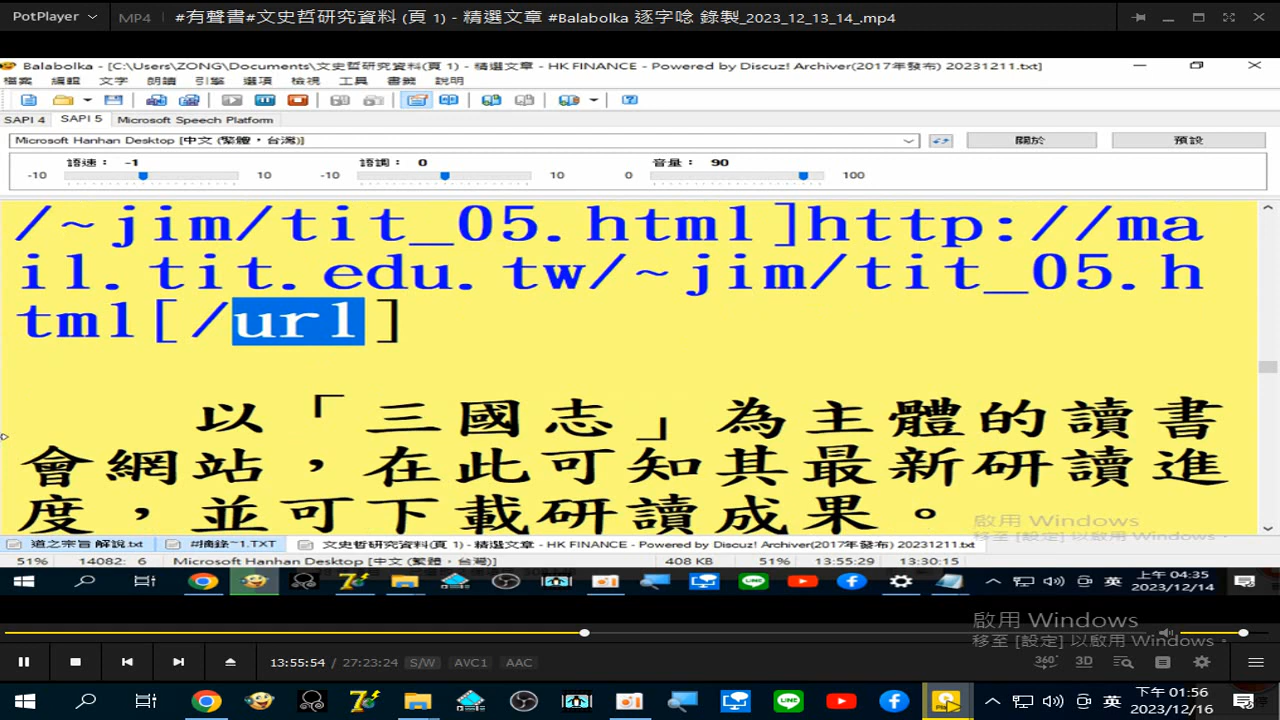 PotPlayer MP4 #有聲書#文史哲研究資料 (頁 1) - 精選文章 #Balabolka 逐字唸 錄製_2023_12_13_14_.mp4
Balabolka - [C:\Users\ZONG\Documents\文史哲研究資料(頁 1) - 精選文章 - HK FINANCE - Powered by Discuz! Archiver(2017年發布) 20231211.txt]
檔案 編輯 文字 朗讀 引擎 選項 檢視 工具 書籤 說明
SAPI 4 SAPI 5 Microsoft Speech Platform
Microsoft Hanhan Desktop [中文 (繁體，台灣)]
關於 預設
語速： -1 語調： 0 音量： 90
-10 10 -10 10 0 100
/~jim/tit_05.html]http://ma
il.tit.edu.tw/~jim/tit_05.h
tml[/url]
以「三國志」為主體的讀書
會網站，在此可知其最新研讀進
度，並可下載研讀成果。
啟用 Windows
移至 [設定] 以啟用 Windows。
道之宗旨 解說.txt #摘錄~1.TXT 文史哲研究資料(頁 1) - 精選文章 - HK FINANCE - Powered by Discuz! Archiver(2017年發布) 20231211.txt
51% 14082: 6 Microsoft Hanhan Desktop [中文 (繁體，台灣)] 408 KB 51% 13:55:29 13:30:15
英 上午 04:35
2023/12/14
啟用 Windows
移至 [設定] 以啟用 Windows。
13:55:54 / 27:23:24 S/W AVC1 AAC
360° 3D
英 下午 01:56
2023/12/16